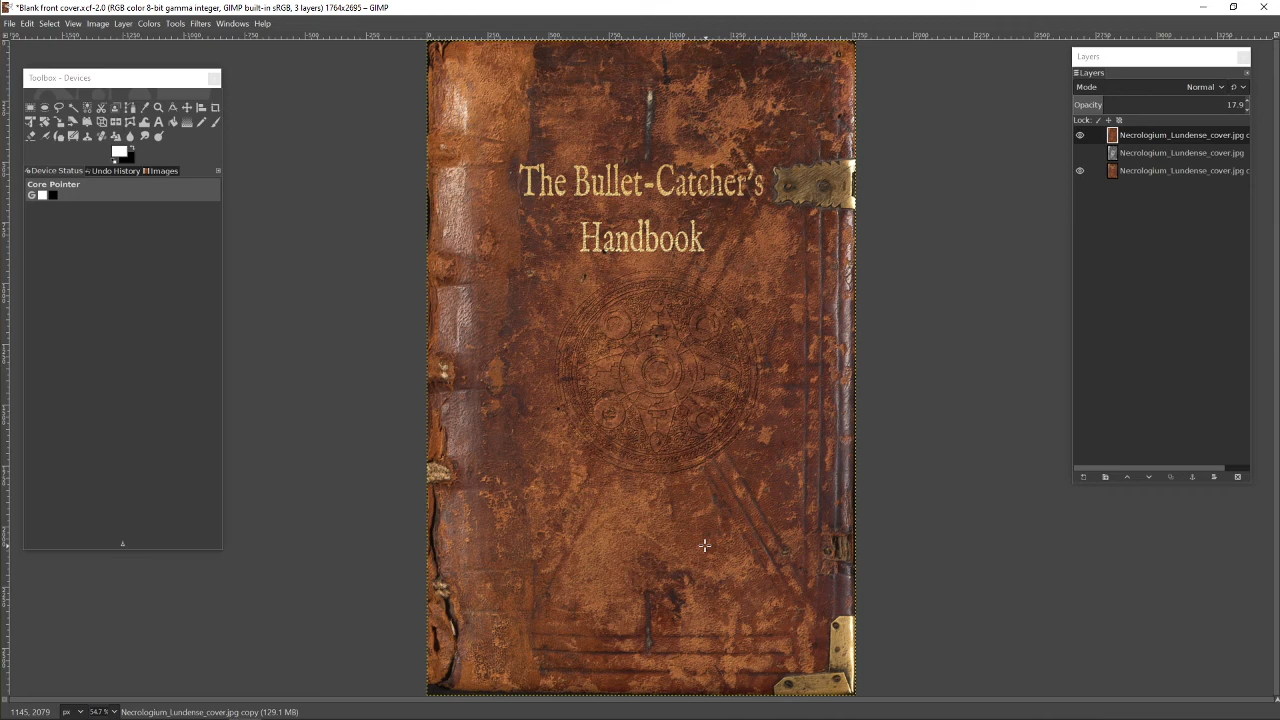 *Blank front cover.xcf-2.0 (RGB color 8-bit gamma integer, GIMP built-in sRGB, 3 layers) 1764x2695 – GIMP
File Edit Select View Image Layer Colors Tools Filters Windows Help
Toolbox - Devices
Device Status Undo History Images
Core Pointer
The Bullet-Catcher's
Handbook
Layers
Layers
Mode Normal
Opacity 17.9
Lock:
Necrologium_Lundense_cover.jpg c
Necrologium_Lundense_cover.jpg
Necrologium_Lundense_cover.jpg c
1145, 2079 px 54.7 % Necrologium_Lundense_cover.jpg copy (129.1 MB)